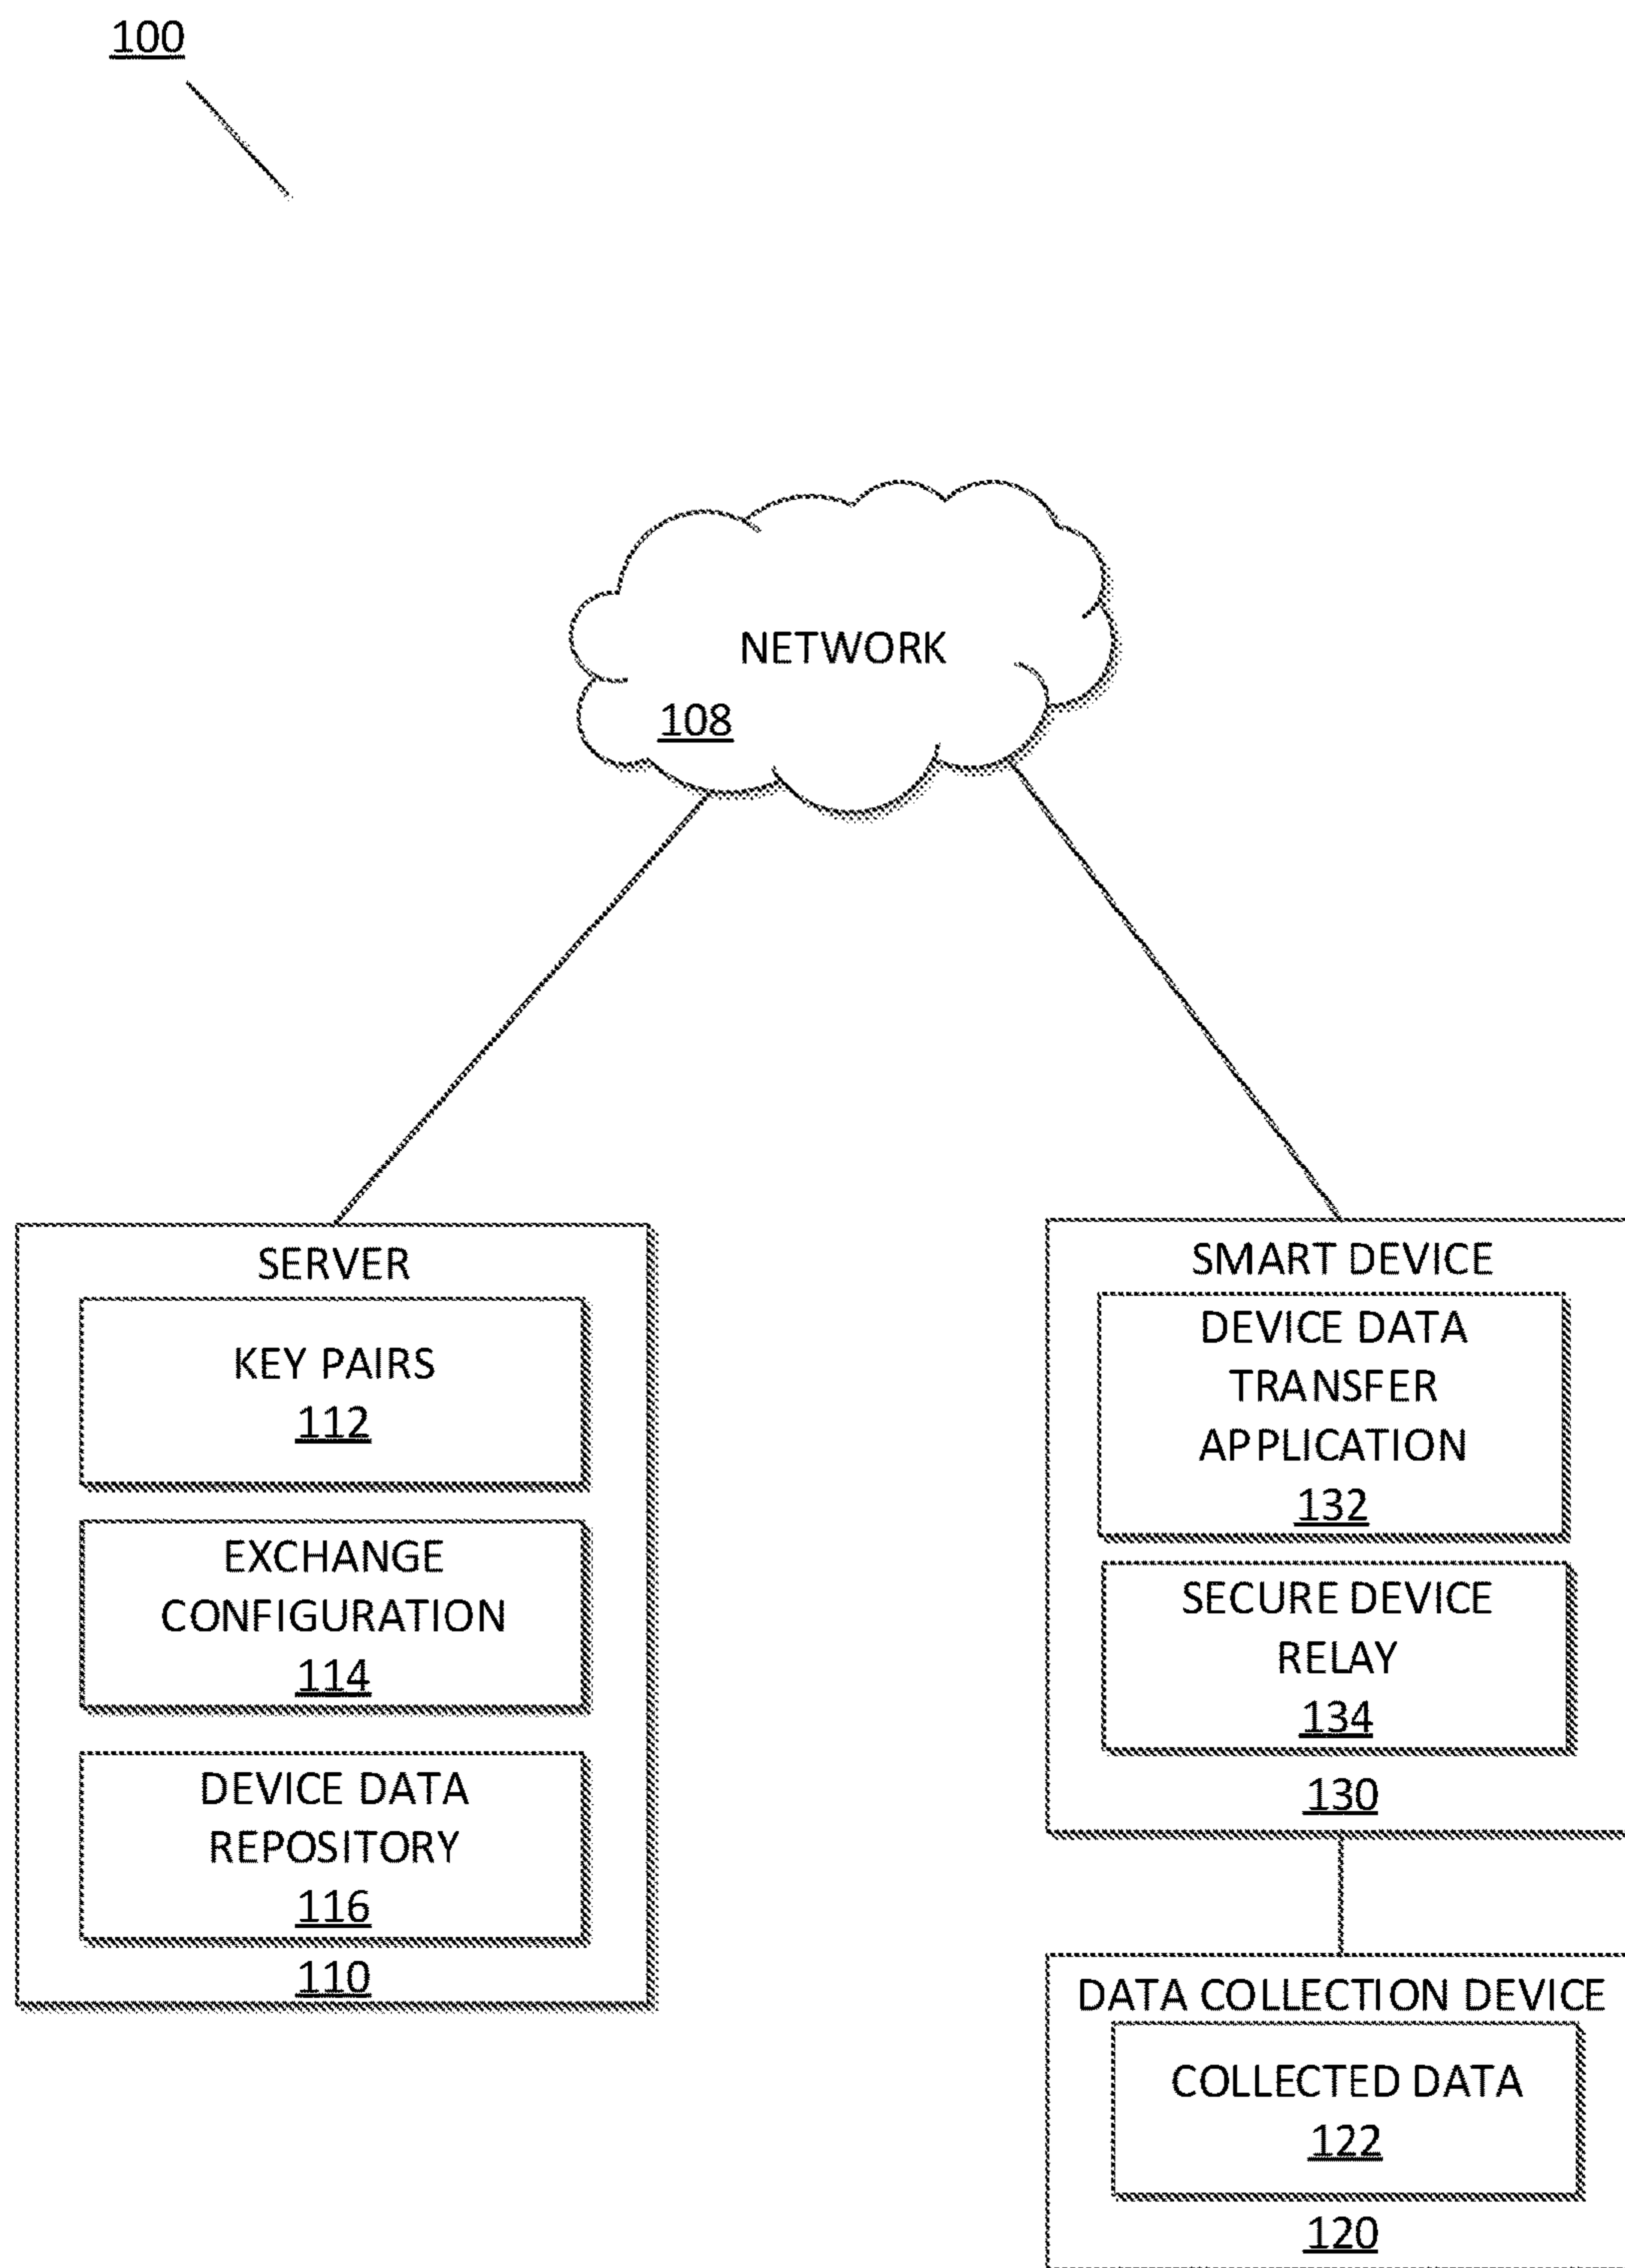 100
NETWORK
108
SERVER
KEY PAIRS
112
EXCHANGE
CONFIGURATION
114
DEVICE DATA
REPOSITORY
116
110
SMART DEVICE
DEVICE DATA
TRANSFER
APPLICATION
132
SECURE DEVICE
RELAY
134
130
DATA COLLECTION DEVICE
COLLECTED DATA
122
120